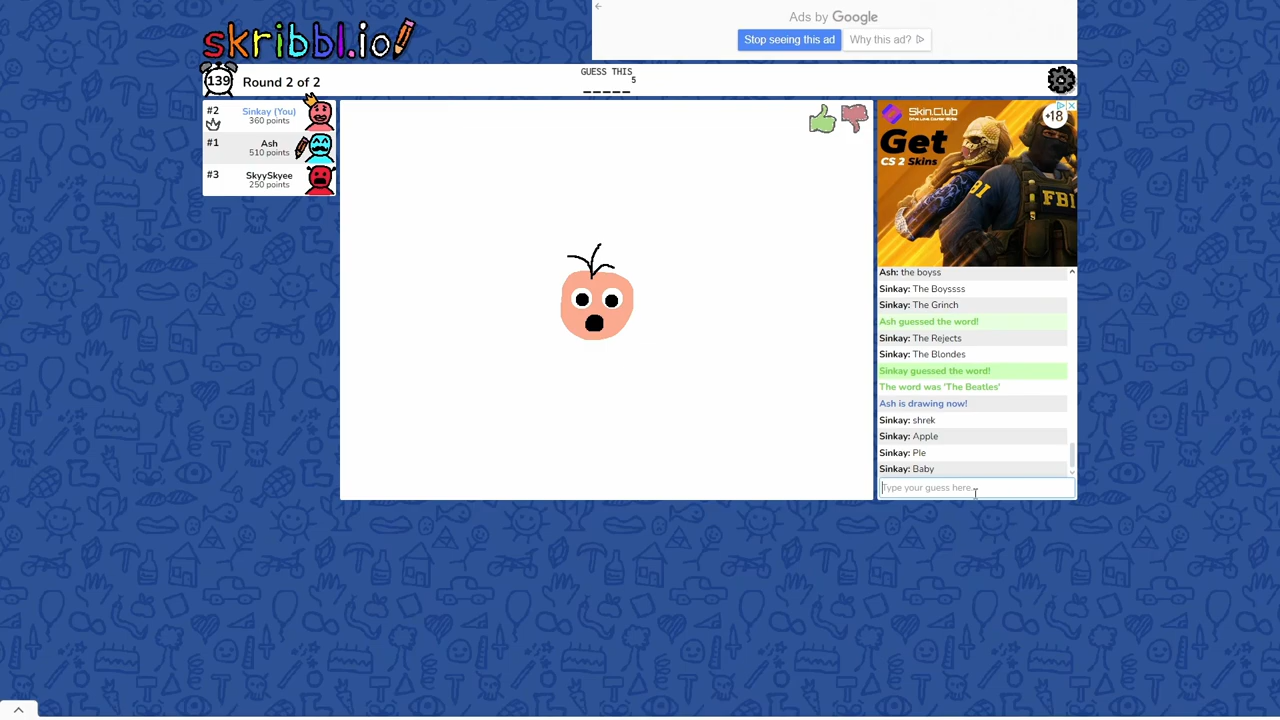 skribbl.io
Ads by Google
Stop seeing this ad
Why this ad?
139
Round 2 of 2
GUESS THIS
_____ 5
#2
Sinkay (You)
360 points
#1
Ash
510 points
#3
SkyySkyee
250 points
Skin.Club
+18
Get
CS 2 Skins
FBI
FBI
Ash: the boyss
Sinkay: The Boyssss
Sinkay: The Grinch
Ash guessed the word!
Sinkay: The Rejects
Sinkay: The Blondes
Sinkay guessed the word!
The word was 'The Beatles'
Ash is drawing now!
Sinkay: shrek
Sinkay: Apple
Sinkay: PIe
Sinkay: Baby
Type your guess here...